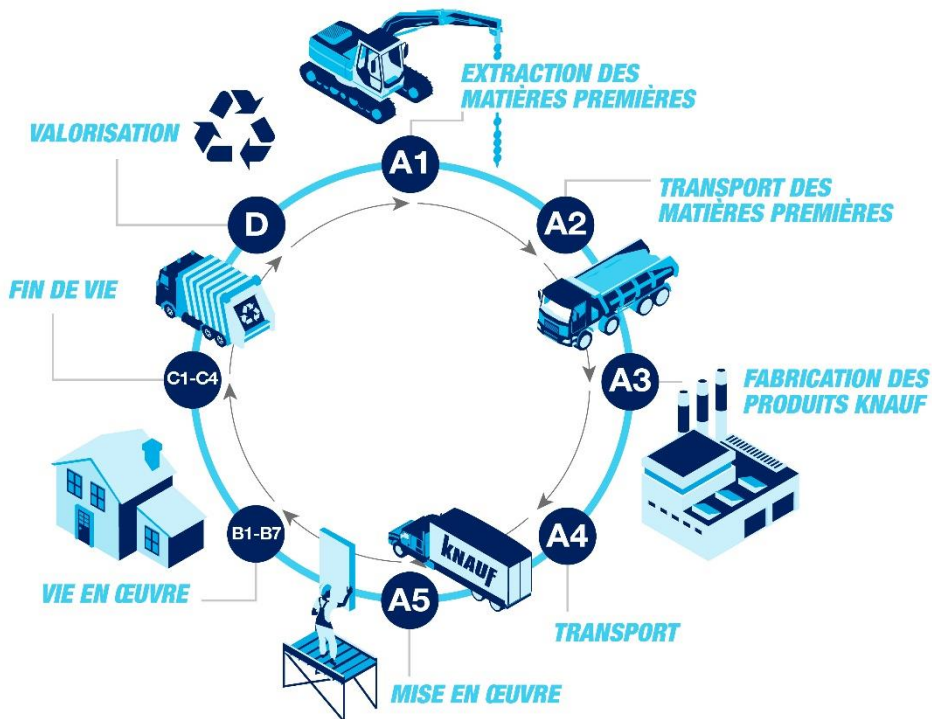 EXTRACTION DES
MATIÈRES PREMIÈRES
VALORISATION
A1
TRANSPORT DES
MATIÈRES PREMIÈRES
D
A2
FIN DE VIE
C1-C4
A3
FABRICATION DES
PRODUITS KNAUF
KNAUF
B1-B7
A4
VIE EN ŒUVRE
A5
TRANSPORT
MISE EN ŒUVRE